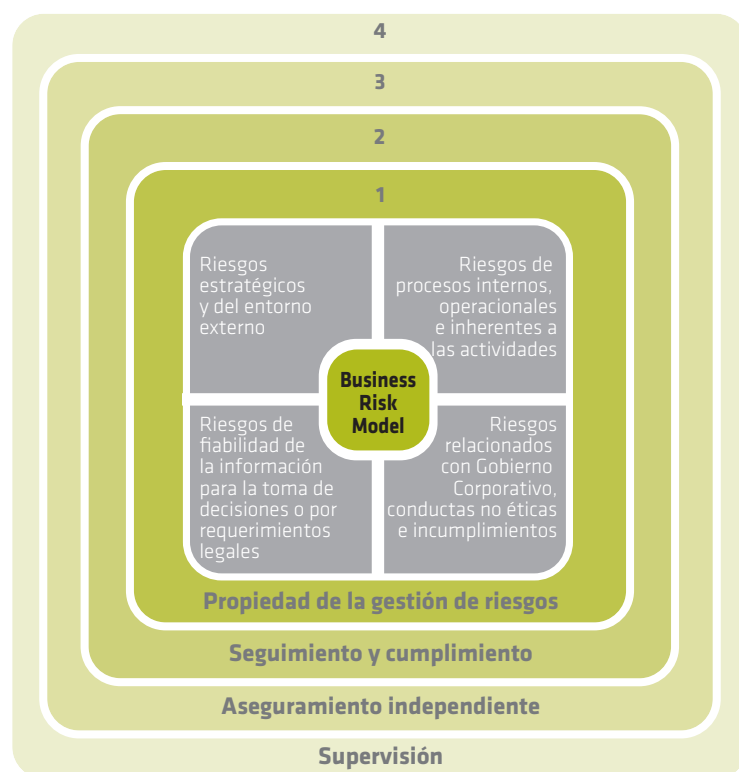 4
3
2
1
Riesgos
estratégicos
y del entorno
externo
Riesgos de
procesos internos,
operacionales
e inherentes a
las actividades
Business
Risk
Model
Riesgos de
fiabilidad de
la información
para la toma de
decisiones o por
requerimientos
legales
Riesgos
relacionados
con Gobierno
Corporativo,
conductas no éticas
e incumplimientos
Propiedad de la gestión de riesgos
Seguimiento y cumplimiento
Aseguramiento independiente
Supervisión